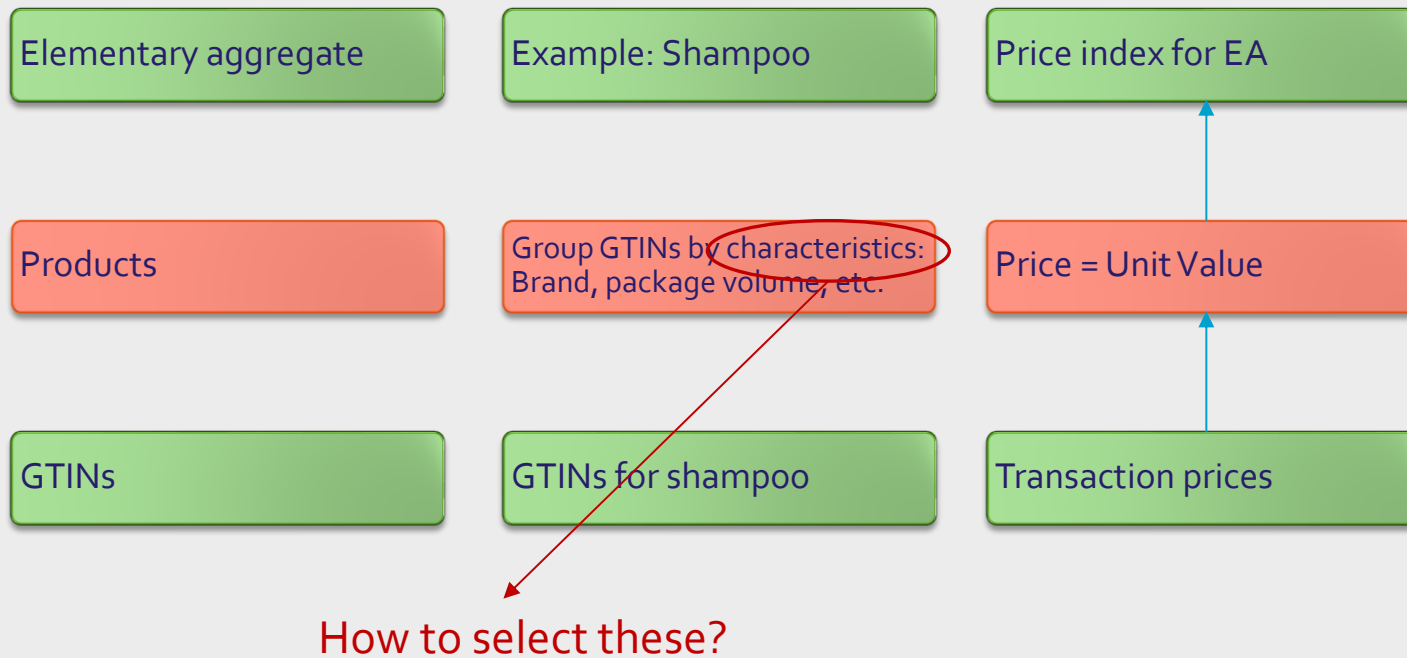 Elementary aggregate
Example: Shampoo
Price index for EA
Products
Group GTINs by characteristics:
Brand, package volume, etc.
Price = Unit Value
GTINs
GTINs for shampoo
Transaction prices
How to select these?